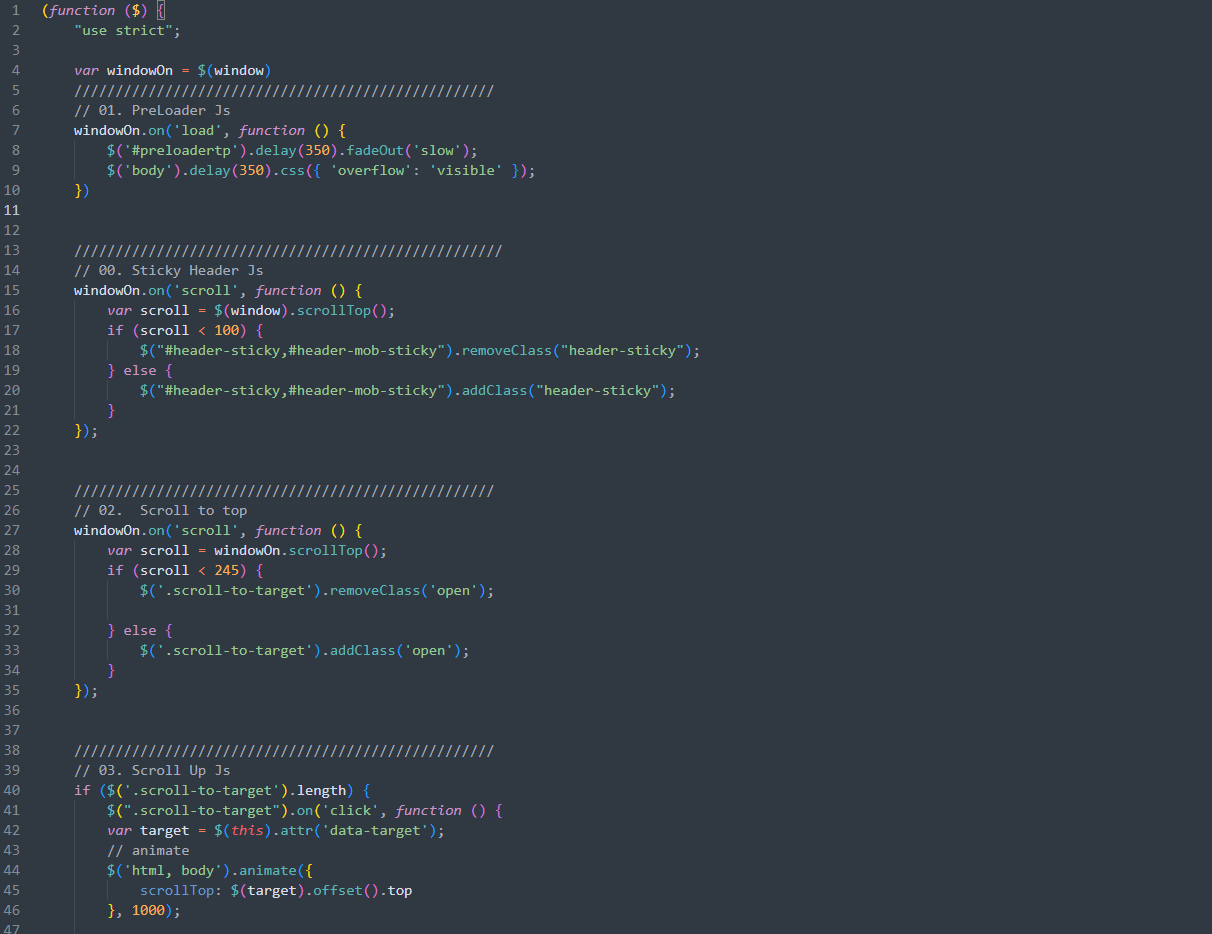 1 (function ($) {
2     "use strict";
3
4     var windowOn = $(window)
5     ///////////////////////////////////////////////////
6     // 01. PreLoader Js
7     windowOn.on('load', function () {
8         $('#preloadertp').delay(350).fadeOut('slow');
9         $('body').delay(350).css({ 'overflow': 'visible' });
10     })
11
12
13     ////////////////////////////////////////////////////
14     // 00. Sticky Header Js
15     windowOn.on('scroll', function () {
16         var scroll = $(window).scrollTop();
17         if (scroll < 100) {
18             $("#header-sticky,#header-mob-sticky").removeClass("header-sticky");
19         } else {
20             $("#header-sticky,#header-mob-sticky").addClass("header-sticky");
21         }
22     });
23
24
25     ///////////////////////////////////////////////////
26     // 02.  Scroll to top
27     windowOn.on('scroll', function () {
28         var scroll = windowOn.scrollTop();
29         if (scroll < 245) {
30             $('.scroll-to-target').removeClass('open');
31
32         } else {
33             $('.scroll-to-target').addClass('open');
34         }
35     });
36
37
38     ///////////////////////////////////////////////////
39     // 03. Scroll Up Js
40     if ($('.scroll-to-target').length) {
41         $(".scroll-to-target").on('click', function () {
42         var target = $(this).attr('data-target');
43         // animate
44         $('html, body').animate({
45             scrollTop: $(target).offset().top
46         }, 1000);
47